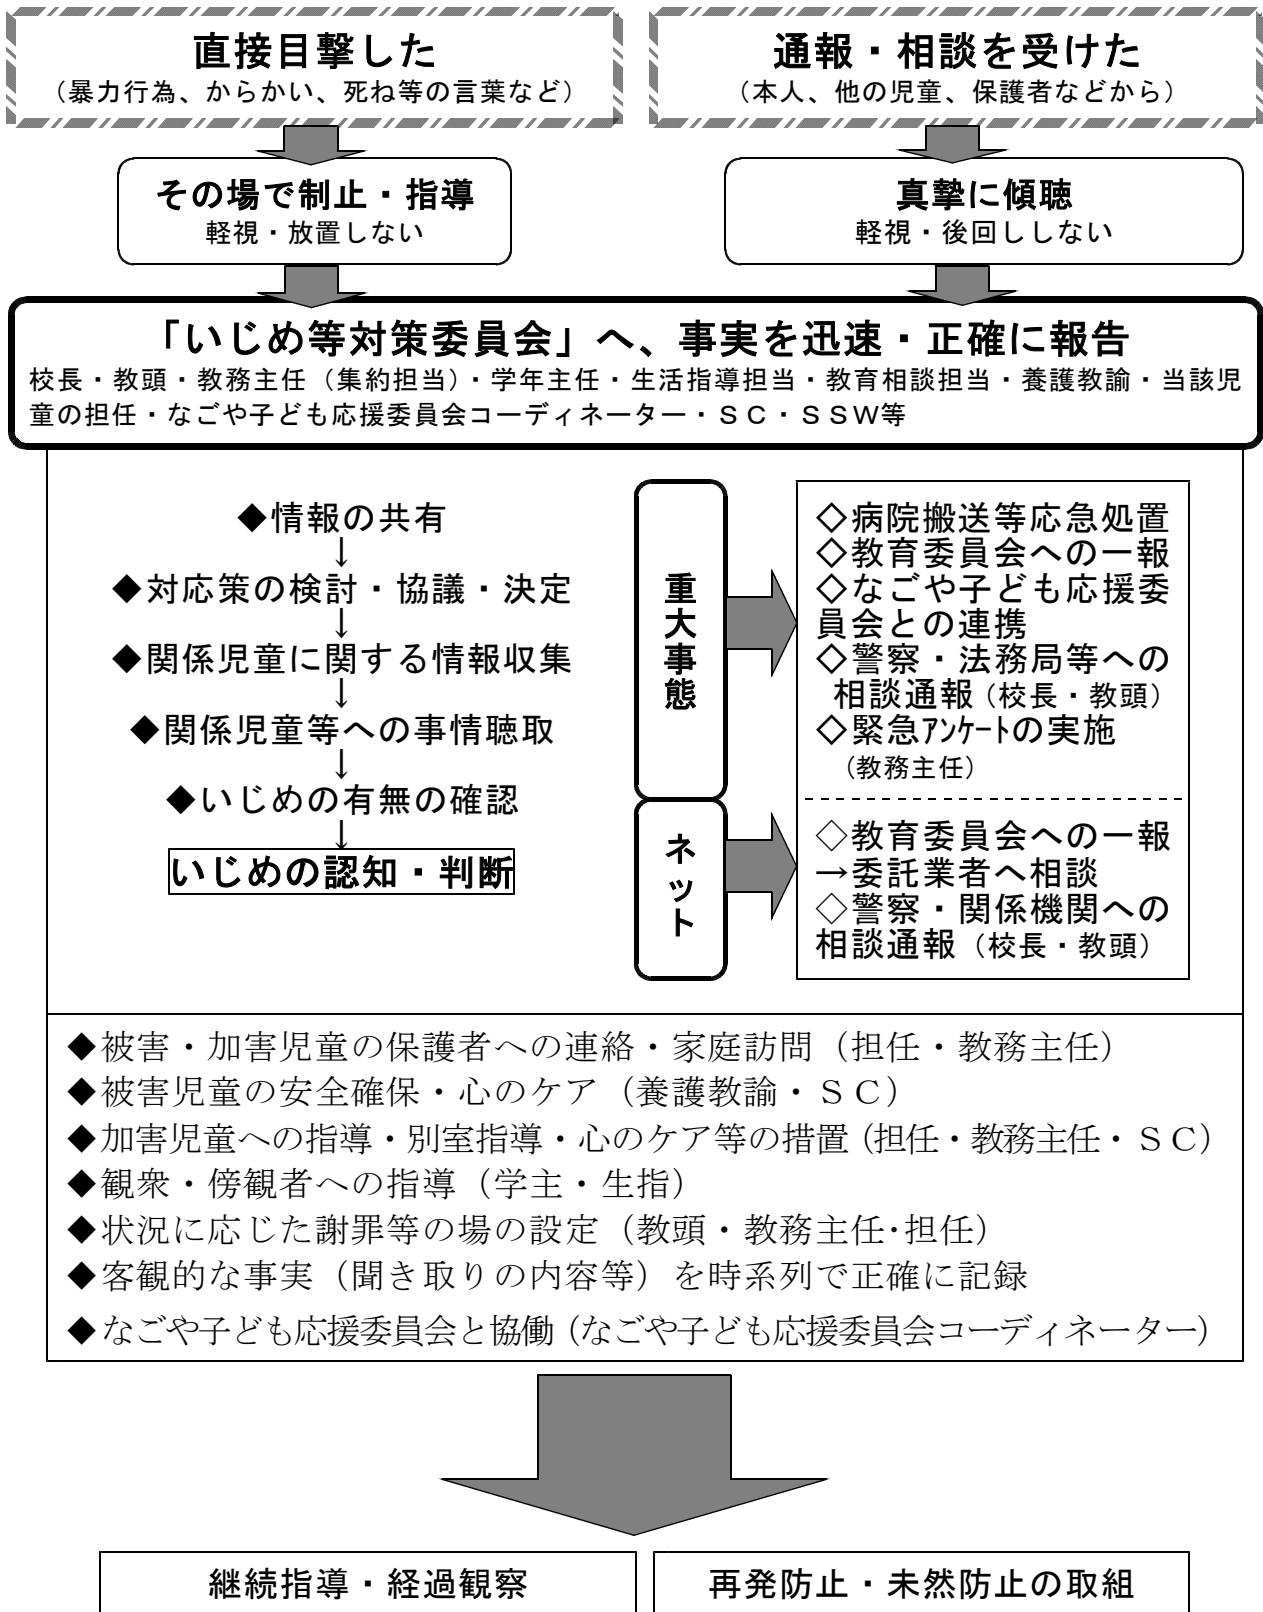 直接目撃した
（暴力行為、からかい、死ね等の言葉など）
通報・相談を受けた
（本人、他の児童、保護者などから）
その場で制止・指導
軽視・放置しない
真摯に傾聴
軽視・後回ししない
「いじめ等対策委員会」へ、事実を迅速・正確に報告
校長・教頭・教務主任（集約担当）・学年主任・生活指導担当・教育相談担当・養護教諭・当該児
童の担任・なごや子ども応援委員会コーディネーター・ＳＣ・ＳＳＷ等
◆情報の共有
↓
◆対応策の検討・協議・決定
↓
◆関係児童に関する情報収集
↓
◆関係児童等への事情聴取
↓
◆いじめの有無の確認
↓
いじめの認知・判断
重大事態
◇病院搬送等応急処置
◇教育委員会への一報
◇なごや子ども応援委
員会との連携
◇警察・法務局等への
相談通報（校長・教頭）
◇緊急ｱﾝｹｰﾄの実施
（教務主任）
ネット
◇教育委員会への一報
→委託業者へ相談
◇警察・関係機関への
相談通報（校長・教頭）
◆被害・加害児童の保護者への連絡・家庭訪問（担任・教務主任）
◆被害児童の安全確保・心のケア（養護教諭・ＳＣ）
◆加害児童への指導・別室指導・心のケア等の措置（担任・教務主任・ＳＣ）
◆観衆・傍観者への指導（学主・生指）
◆状況に応じた謝罪等の場の設定（教頭・教務主任･担任）
◆客観的な事実（聞き取りの内容等）を時系列で正確に記録
◆なごや子ども応援委員会と協働（なごや子ども応援委員会コーディネーター）
継続指導・経過観察
再発防止・未然防止の取組